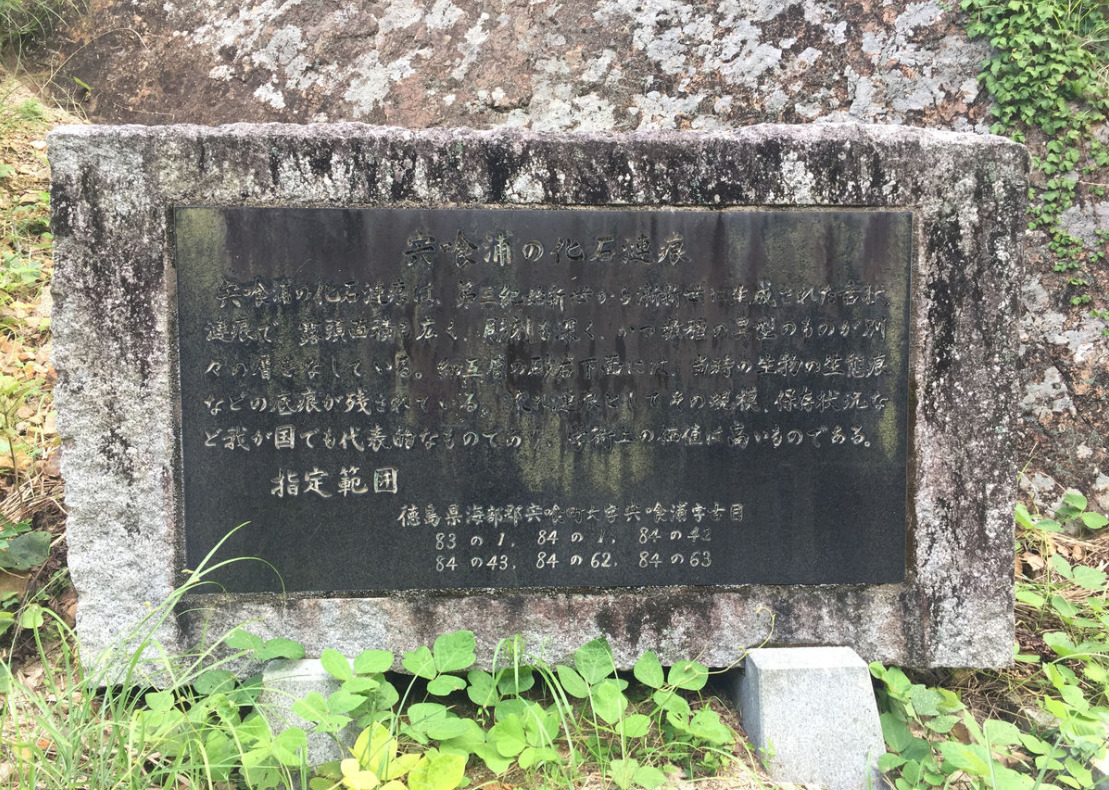 宍喰浦の化石漣痕
宍喰浦の化石漣痕は、第三紀始新世から漸新世に生成された古代
漣痕で、露頭面積も広く、彫刻も深く、かつ数種の異型のものが別
々の層をなしている。の砂岩下面には、当時の生物の生態痕
などの底痕が残されている。化石漣痕としてその規模、保存状況な
ど我が国でも代表的なものであり、学術上の価値は高いものである。
指定範囲
徳島県海部郡宍喰町大字宍喰浦字古目
83の1. 84の1. 84の42
84の43. 84の62. 84の63